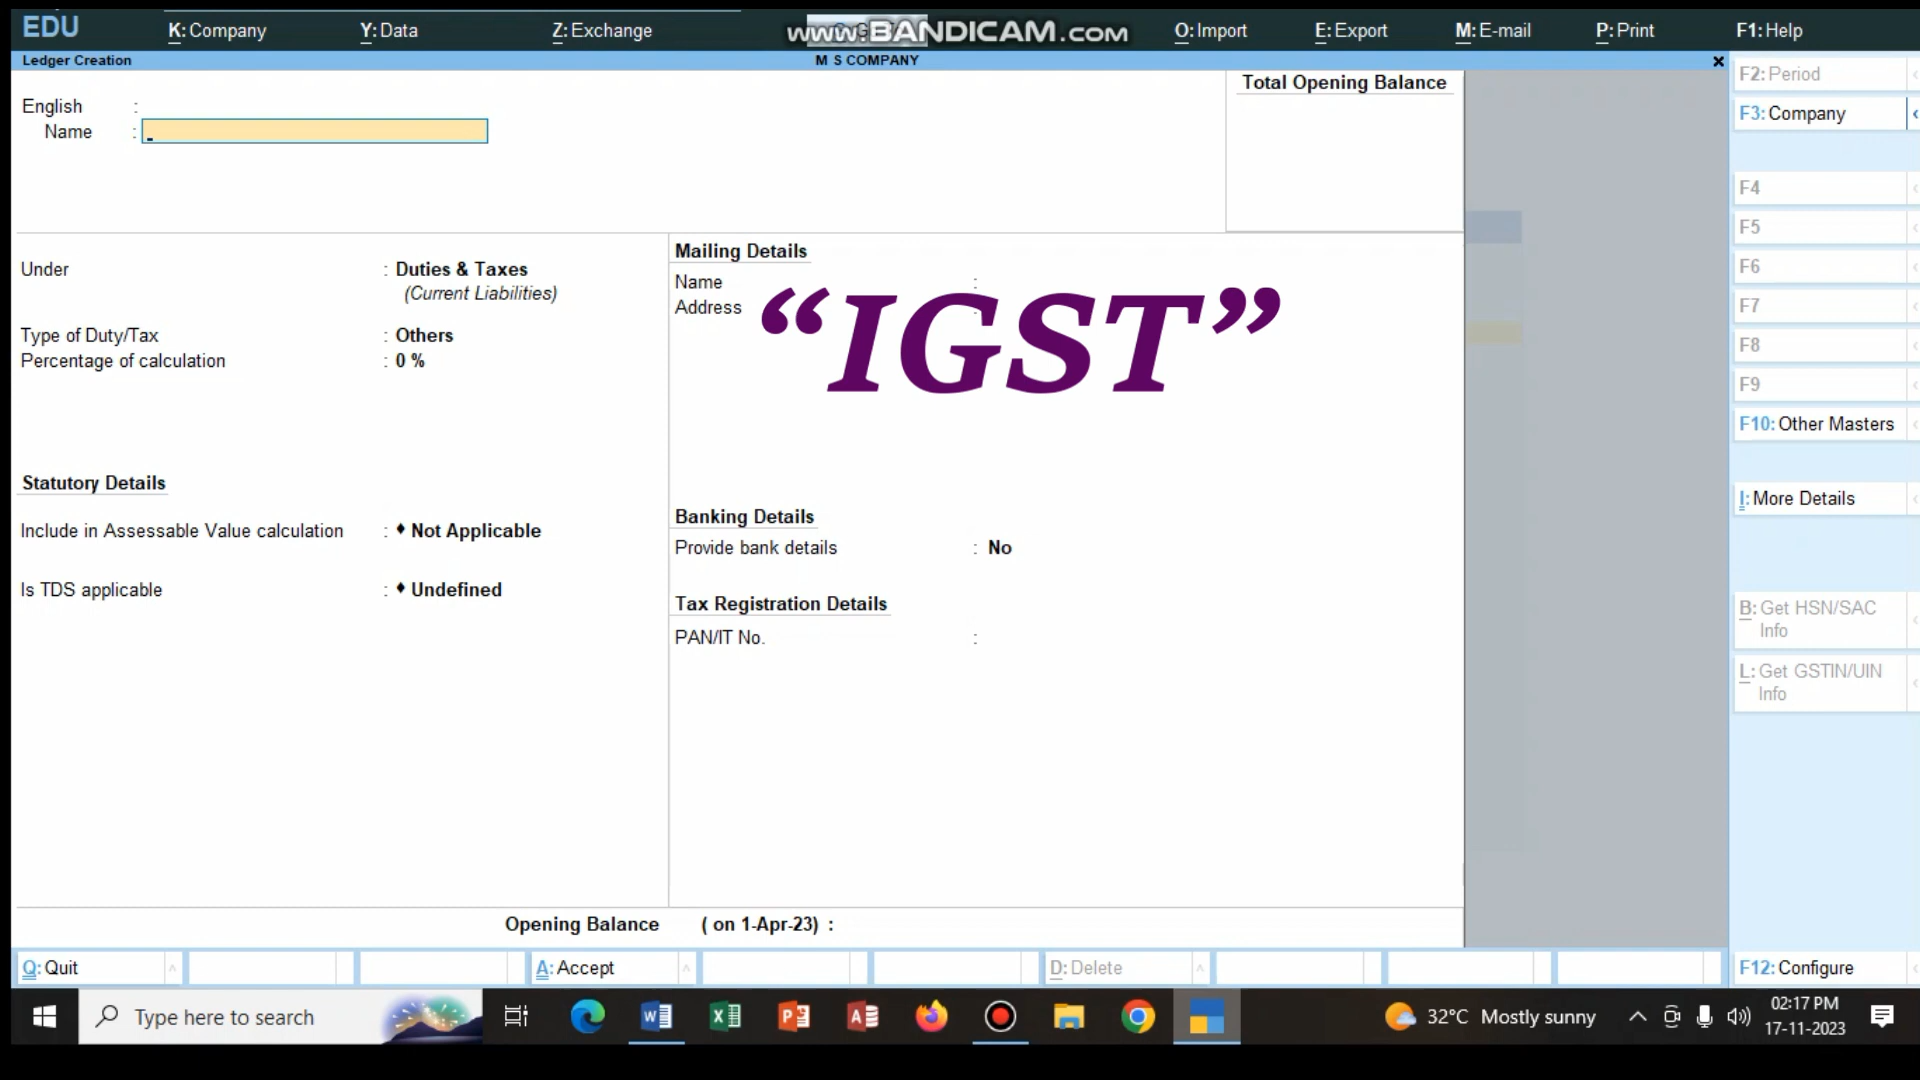 EDU
K: Company
Y: Data
Z: Exchange
www.BANDICAM.com
O: Import
E: Export
M: E-mail
P: Print
F1: Help
Ledger Creation
M S COMPANY
Total Opening Balance
English :
Name :
Under : Duties & Taxes
(Current Liabilities)
Type of Duty/Tax : Others
Percentage of calculation : 0 %
Statutory Details
Include in Assessable Value calculation : ♦ Not Applicable
Is TDS applicable : ♦ Undefined
Mailing Details
Name :
Address :
“IGST”
Banking Details
Provide bank details : No
Tax Registration Details
PAN/IT No. :
Opening Balance ( on 1-Apr-23) :
F2: Period
F3: Company
F4
F5
F6
F7
F8
F9
F10: Other Masters
I: More Details
B: Get HSN/SAC
Info
L: Get GSTIN/UIN
Info
F12: Configure
Q: Quit
A: Accept
D: Delete
Type here to search
32°C Mostly sunny
02:17 PM
17-11-2023